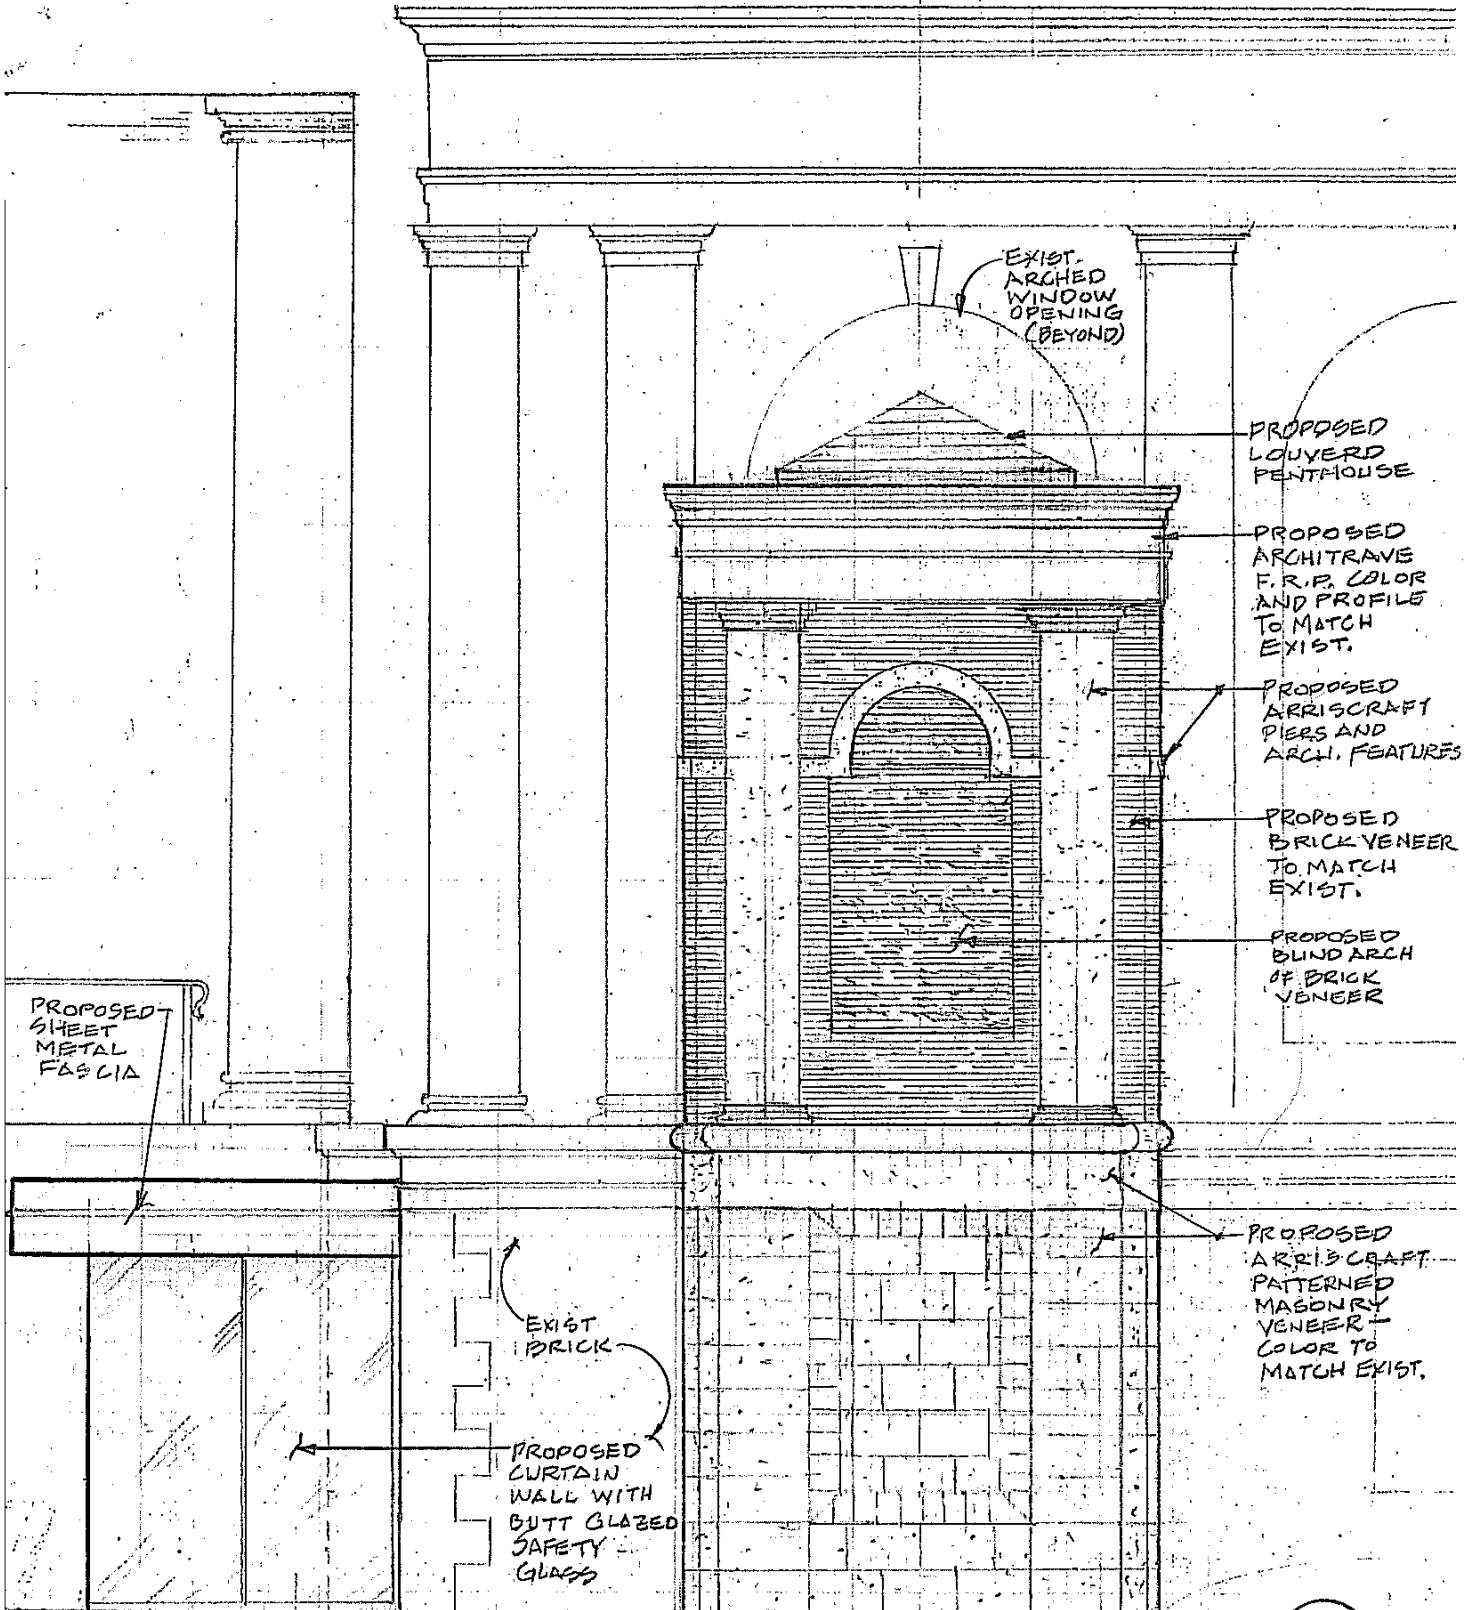 EXIST.
ARCHED
WINDOW
OPENING
(BEYOND)
PROPOSED
LOUVERD
PENTHOUSE
PROPOSED
ARCHITRAVE
F.R.P. COLOR
AND PROFILE
TO MATCH
EXIST.
PROPOSED
ARRISCRAFT
PIERS AND
ARCH. FEATURES
PROPOSED
BRICK VENEER
TO MATCH
EXIST.
PROPOSED
BLIND ARCH
OF BRICK
VENEER
PROPOSED
SHEET
METAL
FASCIA
PROPOSED
ARRISCRAFT
PATTERNED
MASONRY
VENEER -
COLOR TO
MATCH EXIST.
EXIST
BRICK
PROPOSED
CURTAIN
WALL WITH
BUTT GLAZED
SAFETY
GLASS